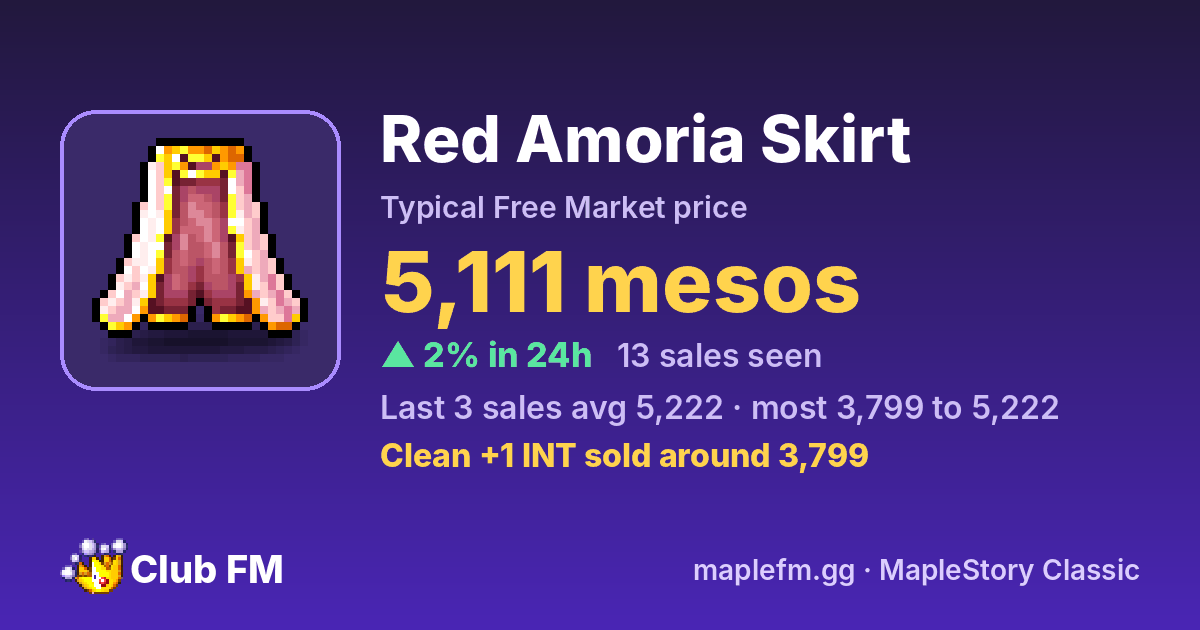 Red Amoria Skirt
Typical Free Market price
5,111 mesos
▲ 2% in 24h 13 sales seen
Last 3 sales avg 5,222 · most 3,799 to 5,222
Clean +1 INT sold around 3,799
Club FM
maplefm.gg · MapleStory Classic